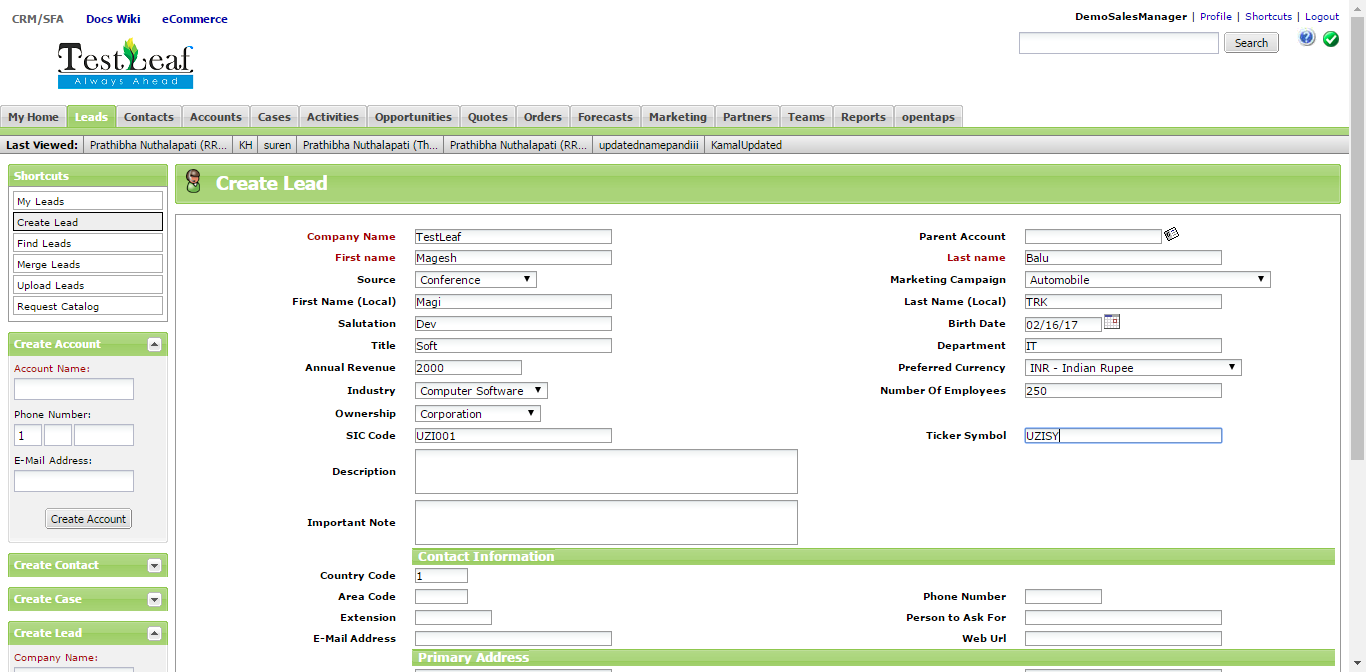 CRM/SFA Docs Wiki eCommerce
DemoSalesManager | Profile | Shortcuts | Logout
TestLeaf
Always Ahead
Search
My Home Leads Contacts Accounts Cases Activities Opportunities Quotes Orders Forecasts Marketing Partners Teams Reports opentaps
Last Viewed: Prathibha Nuthalapati (RR... KH suren Prathibha Nuthalapati (Th... Prathibha Nuthalapati (RR... updatednamepandiii KamalUpdated
Shortcuts
My Leads
Create Lead
Find Leads
Merge Leads
Upload Leads
Request Catalog
Create Account
Account Name:
Phone Number:
1
E-Mail Address:
Create Account
Create Contact
Create Case
Create Lead
Company Name:
Create Lead
Company Name TestLeaf Parent Account
First name Magesh Last name Balu
Source Conference Marketing Campaign Automobile
First Name (Local) Magi Last Name (Local) TRK
Salutation Dev Birth Date 02/16/17
Title Soft Department IT
Annual Revenue 2000 Preferred Currency INR - Indian Rupee
Industry Computer Software Number Of Employees 250
Ownership Corporation
SIC Code UZI001 Ticker Symbol UZISY
Description
Important Note
Contact Information
Country Code 1
Area Code Phone Number
Extension Person to Ask For
E-Mail Address Web Url
Primary Address